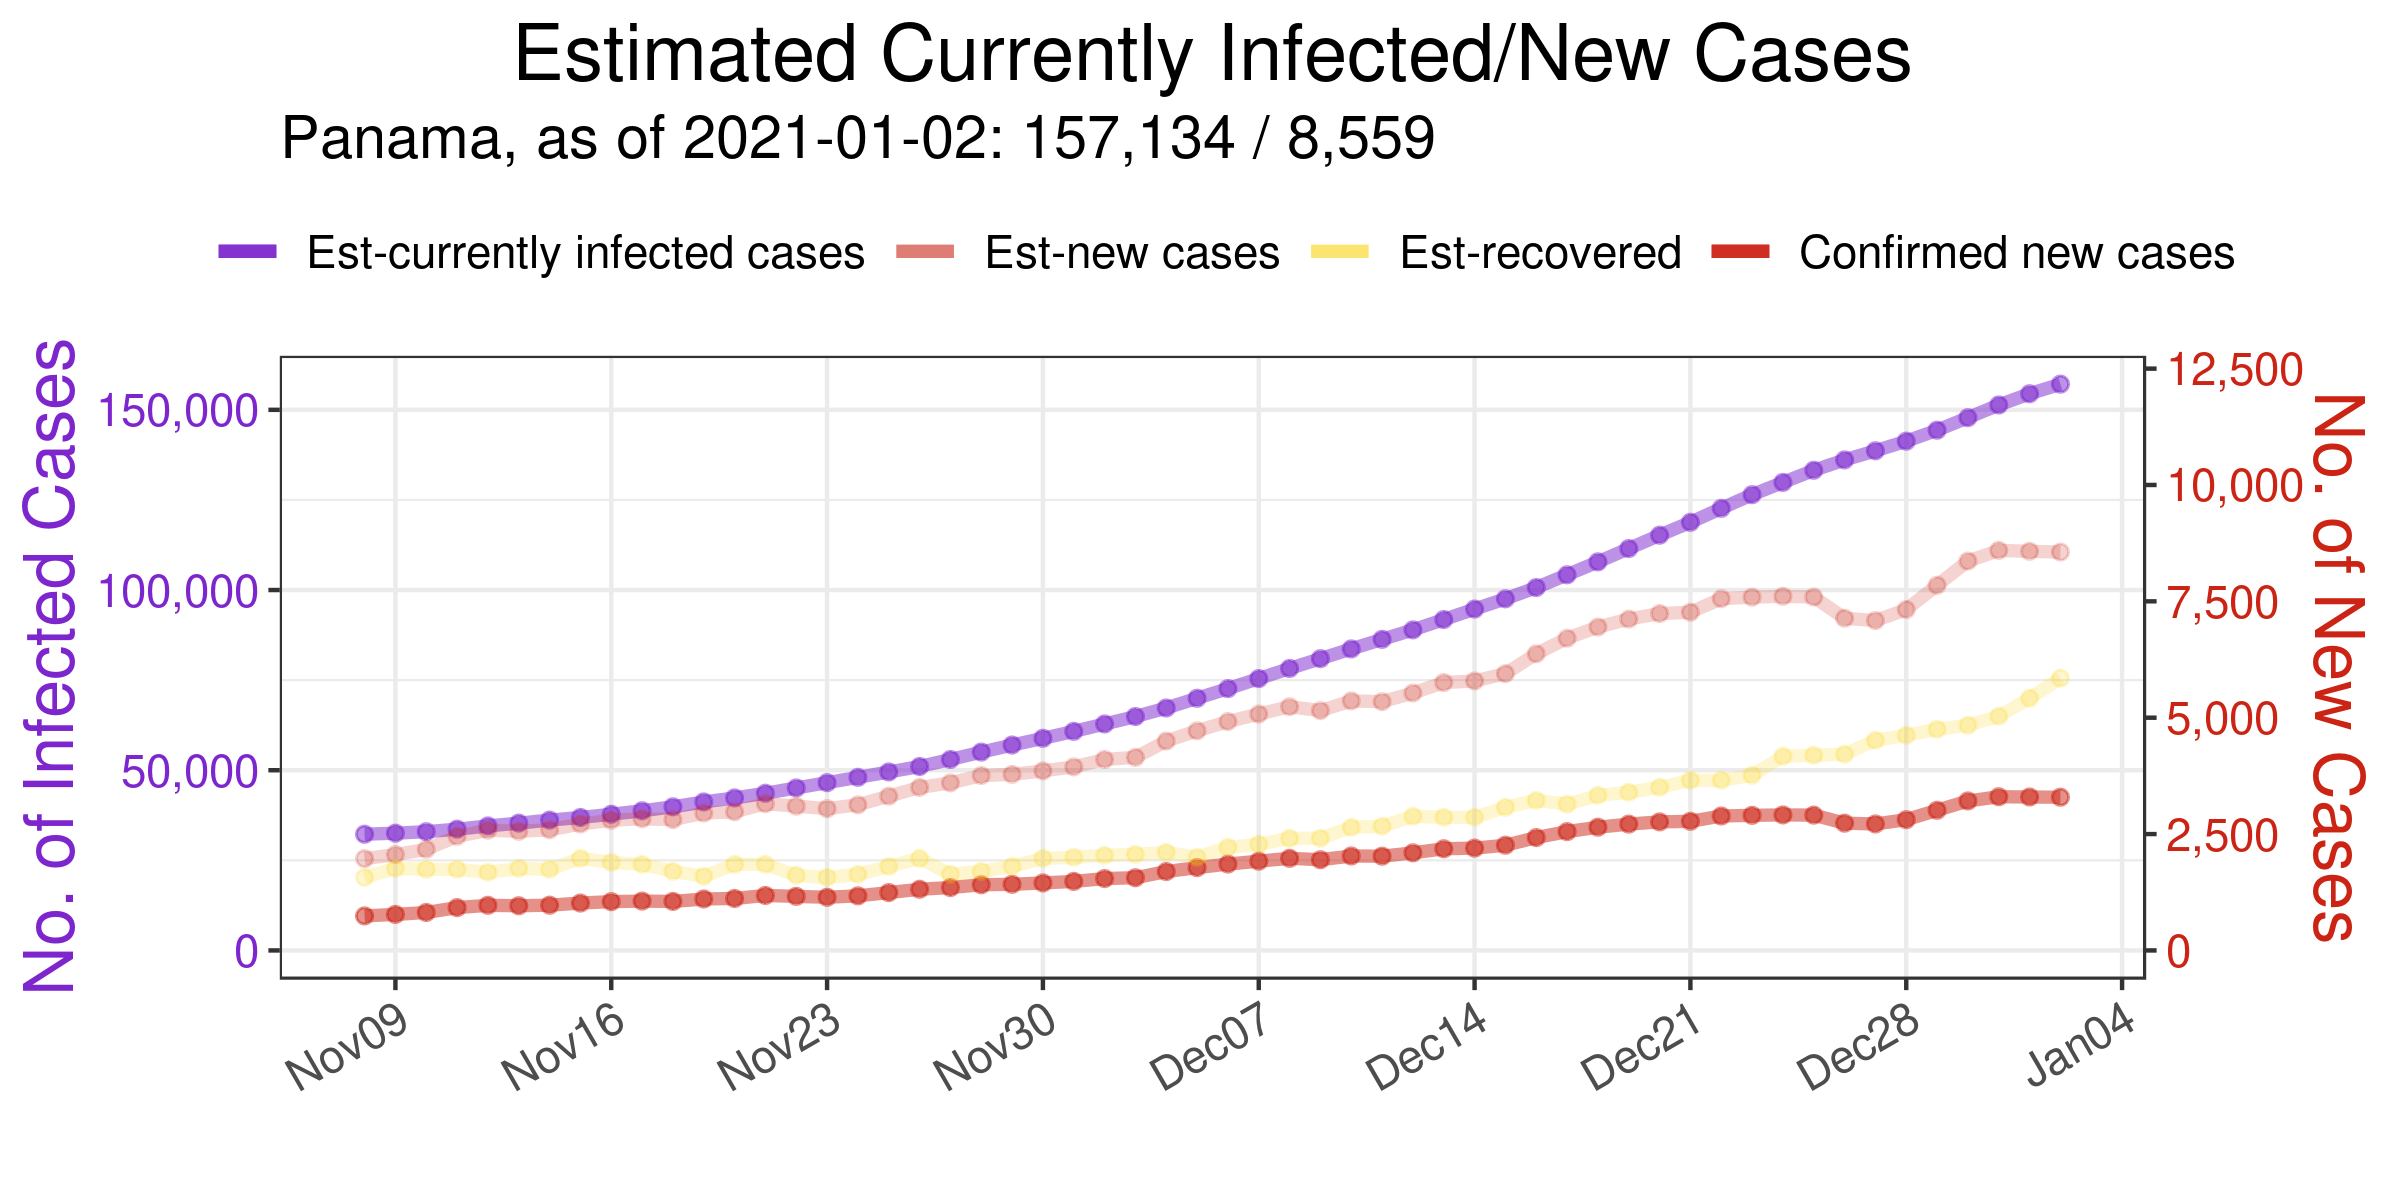 Estimated Currently Infected/New Cases
Panama, as of 2021-01-02: 157,134 / 8,559
Est-currently infected cases Est-new cases Est-recovered Confirmed new cases
No. of Infected Cases
150,000
100,000
50,000
0
12,500
10,000
7,500
5,000
2,500
0
No. of New Cases
Nov09 Nov16 Nov23 Nov30 Dec07 Dec14 Dec21 Dec28 Jan04